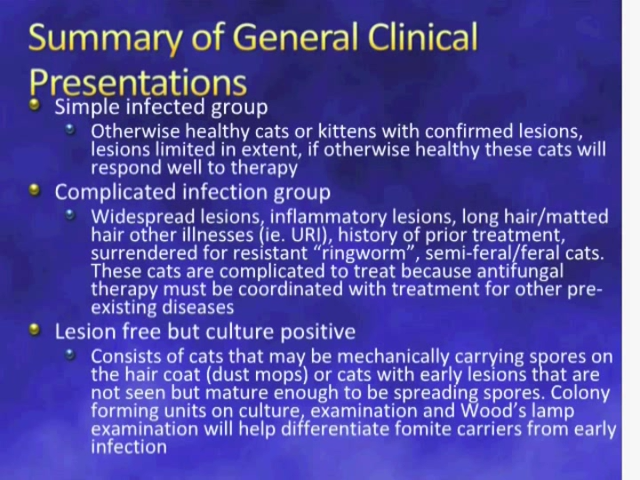 Summary of General Clinical
Presentations
Simple infected group
Otherwise healthy cats or kittens with confirmed lesions,
lesions limited in extent, if otherwise healthy these cats will
respond well to therapy
Complicated infection group
Widespread lesions, inflammatory lesions, long hair/matted
hair other illnesses (ie. URI), history of prior treatment,
surrendered for resistant “ringworm”, semi-feral/feral cats.
These cats are complicated to treat because antifungal
therapy must be coordinated with treatment for other pre-
existing diseases
Lesion free but culture positive
Consists of cats that may be mechanically carrying spores on
the hair coat (dust mops) or cats with early lesions that are
not seen but mature enough to be spreading spores. Colony
forming units on culture, examination and Wood’s lamp
examination will help differentiate fomite carriers from early
infection